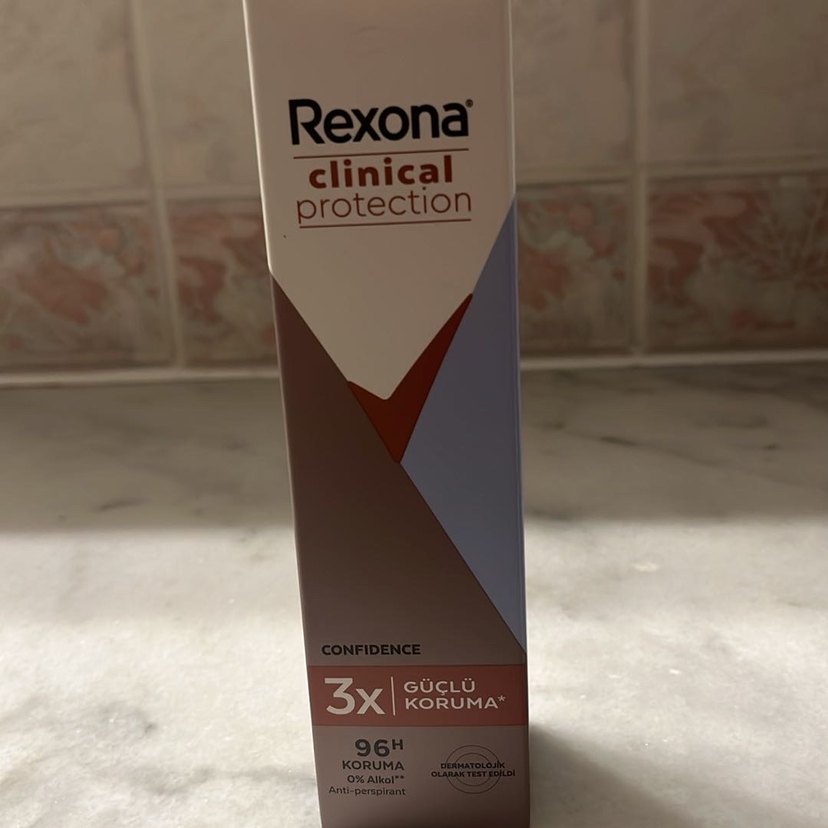 Rexona®
clinical
protection
CONFIDENCE
3x
GÜÇLÜ
KORUMA*
96H
KORUMA
0% Alkol**
Anti-perspirant
DERMATOLOJİK
OLARAK TEST EDİLDİ